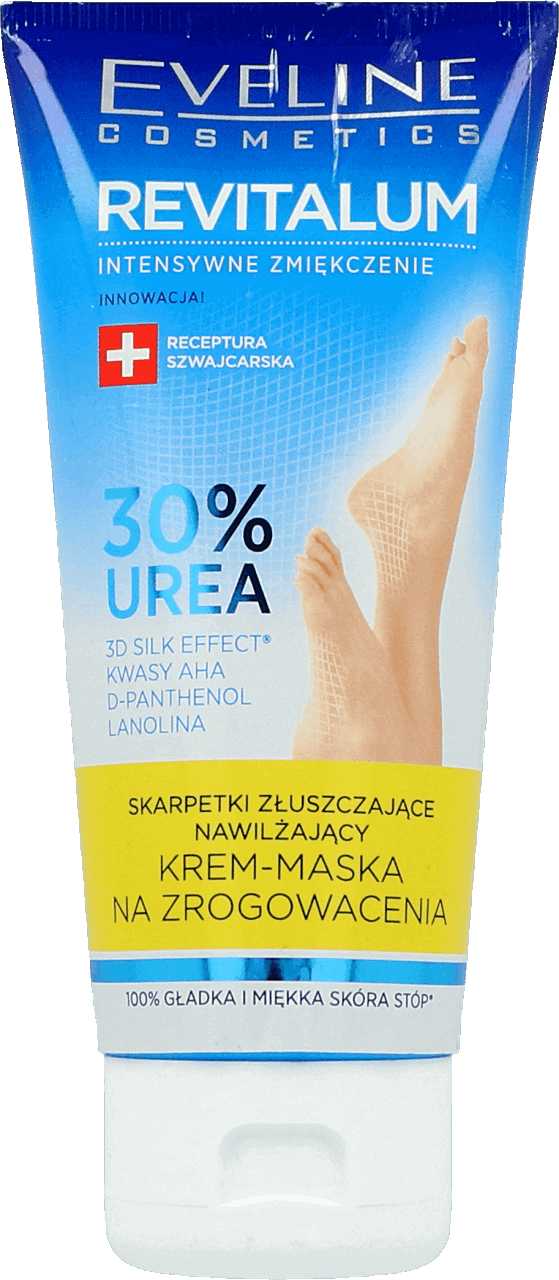 EVELINE
COSMETICS
REVITALUM
INTENSYWNE ZMIĘKCZENIE
INNOWACJA!
RECEPTURA
SZWAJCARSKA
30%
UREA
3D SILK EFFECT®
KWASY AHA
D-PANTHENOL
LANOLINA
SKARPETKI ZŁUSZCZAJĄCE
NAWILŻAJĄCY
KREM-MASKA
NA ZROGOWACENIA
100% GŁADKA I MIĘKKA SKÓRA STÓP*